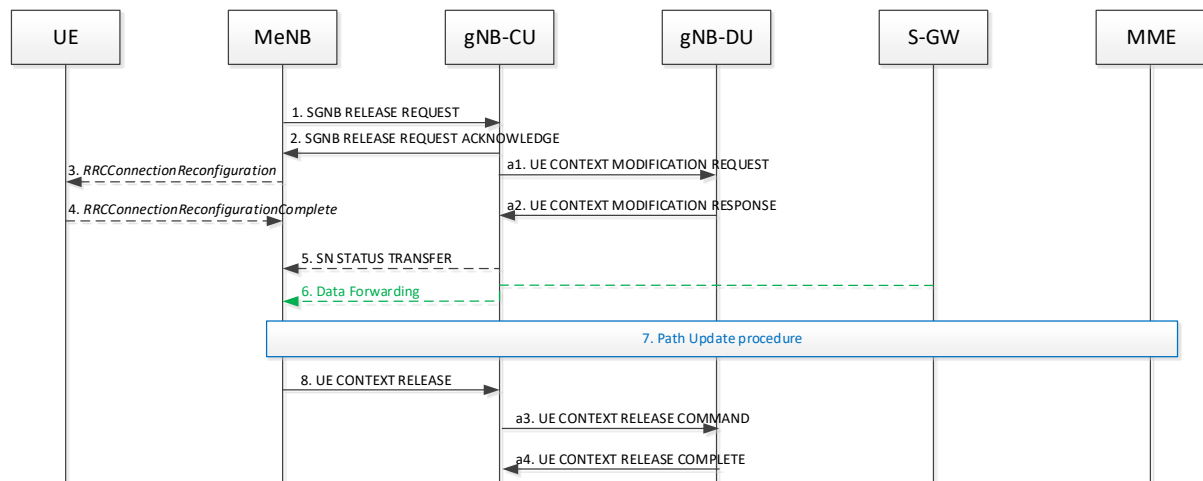 UE
MeNB
gNB-CU
gNB-DU
S-GW
MME
1. SGNB RELEASE REQUEST
2. SGNB RELEASE REQUEST ACKNOWLEDGE
a1. UE CONTEXT MODIFICATION REQUEST
3. RRCConnectionReconfiguration
4. RRCConnectionReconfigurationComplete
a2. UE CONTEXT MODIFICATION RESPONSE
5. SN STATUS TRANSFER
6. Data Forwarding
7. Path Update procedure
8. UE CONTEXT RELEASE
a3. UE CONTEXT RELEASE COMMAND
a4. UE CONTEXT RELEASE COMPLETE